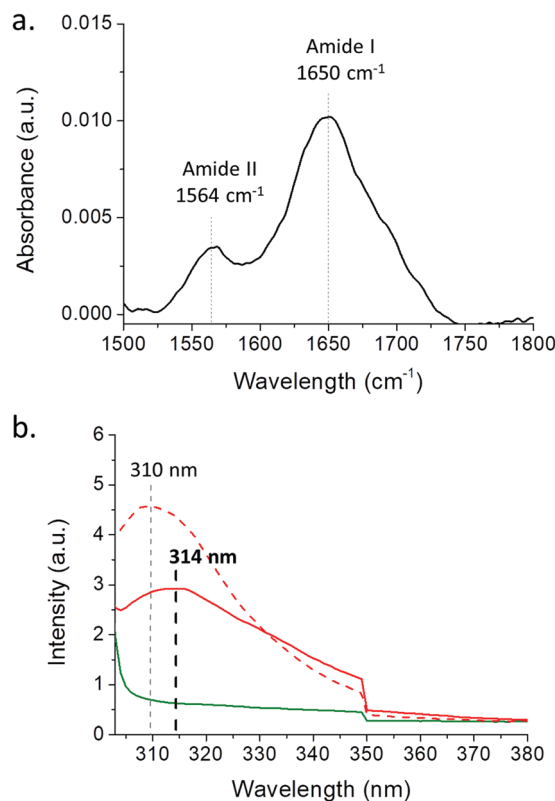 a.
Amide I
1650 cm⁻¹
Amide II
1564 cm⁻¹
0.015
0.010
0.005
0.000
Absorbance (a.u.)
1500 1550 1600 1650 1700 1750 1800
Wavelength (cm⁻¹)
b.
310 nm
314 nm
6
5
4
3
2
1
0
Intensity (a.u.)
310 320 330 340 350 360 370 380
Wavelength (nm)